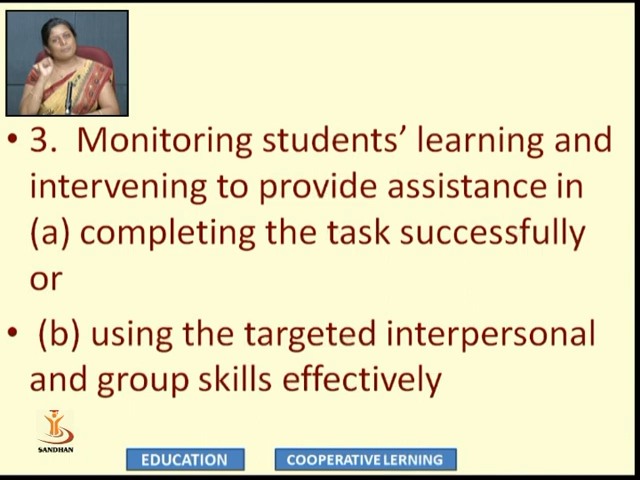 • 3. Monitoring students’ learning and
intervening to provide assistance in
(a) completing the task successfully
or
• (b) using the targeted interpersonal
and group skills effectively
SANDHAN
EDUCATION
COOPERATIVE LERNING